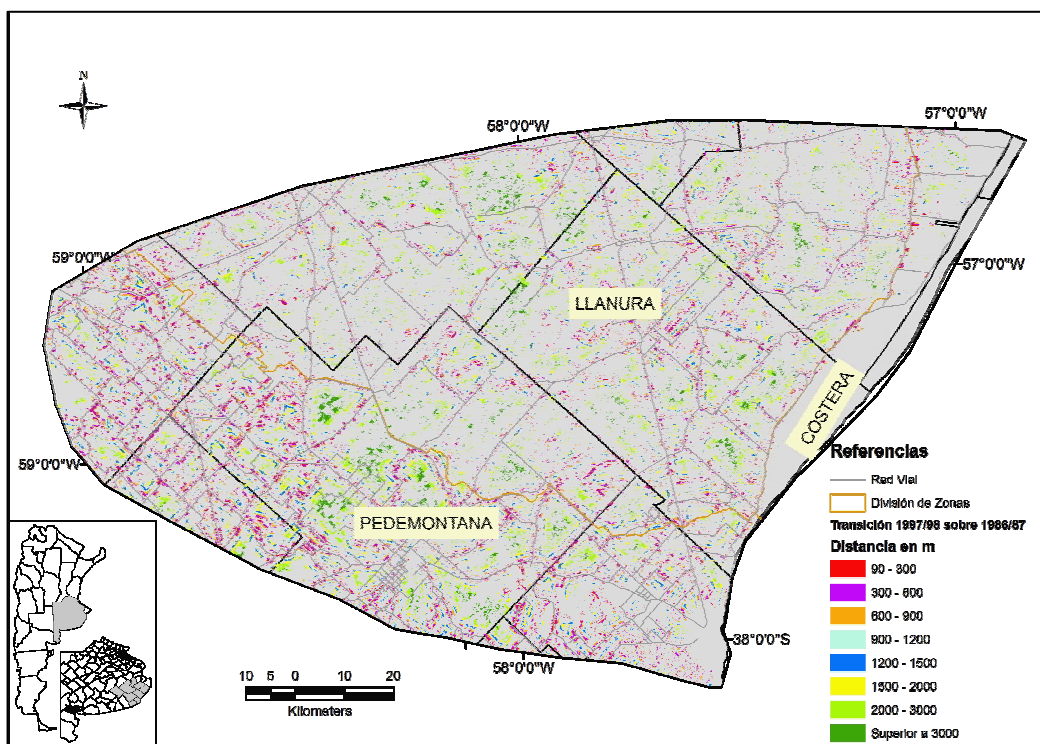 N
58°0'0"W
57°0'0"W
59°0'0"W
57°0'0"W
LLANURA
COSTERA
59°0'0"W
PEDEMONTANA
38°0'0"S
58°0'0"W
10 5 0 10 20
Kilometers
Referencias
Red Vial
División de Zonas
Transición 1997/98 sobre 1986/87
Distancia en m
90 - 300
300 - 600
600 - 900
900 - 1200
1200 - 1500
1500 - 2000
2000 - 3000
Superior a 3000